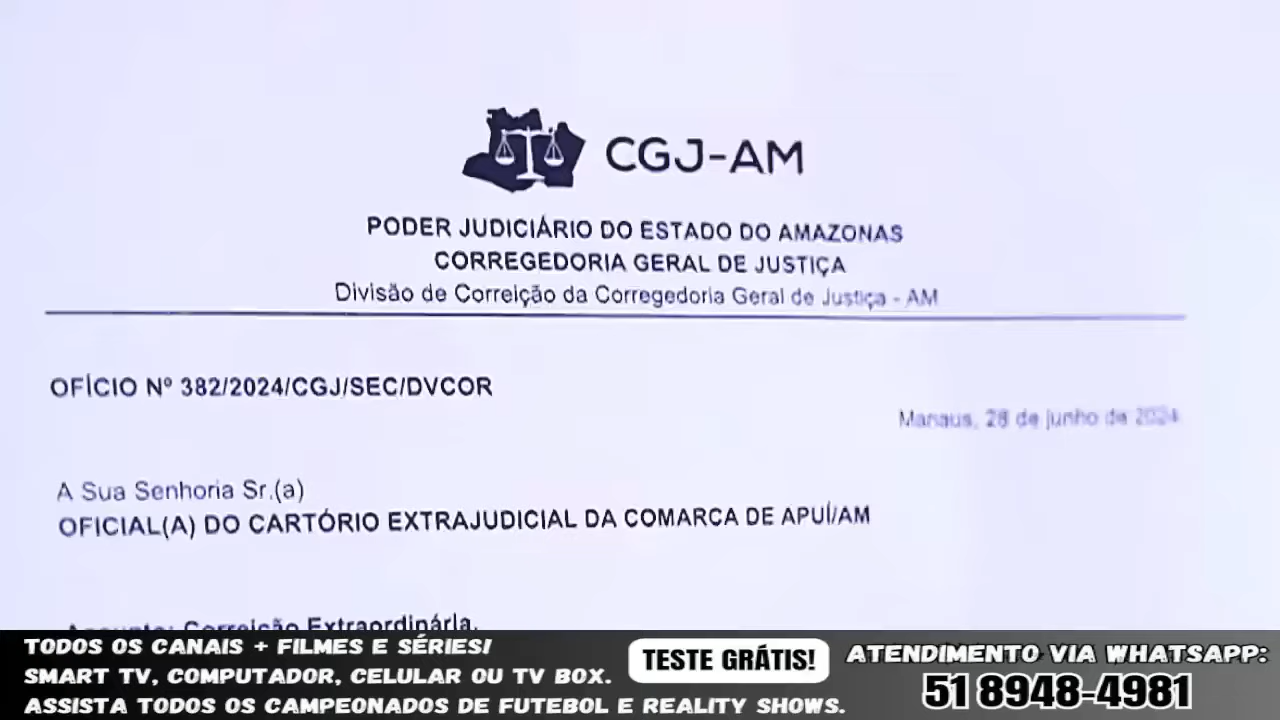 CGJ-AM
PODER JUDICIÁRIO DO ESTADO DO AMAZONAS
CORREGEDORIA GERAL DE JUSTIÇA
Divisão de Correição da Corregedoria Geral de Justiça - AM
OFÍCIO Nº 382/2024/CGJ/SEC/DVCOR
Manaus, 28 de junho de 2024
A Sua Senhoria Sr.(a)
OFICIAL(A) DO CARTÓRIO EXTRAJUDICIAL DA COMARCA DE APUÍ/AM
Assunto: Correição Extraordinária.
TODOS OS CANAIS + FILMES E SÉRIES!
SMART TV, COMPUTADOR, CELULAR OU TV BOX.
ASSISTA TODOS OS CAMPEONADOS DE FUTEBOL E REALITY SHOWS.
TESTE GRÁTIS!
ATENDIMENTO VIA WHATSAPP:
51 8948-4981